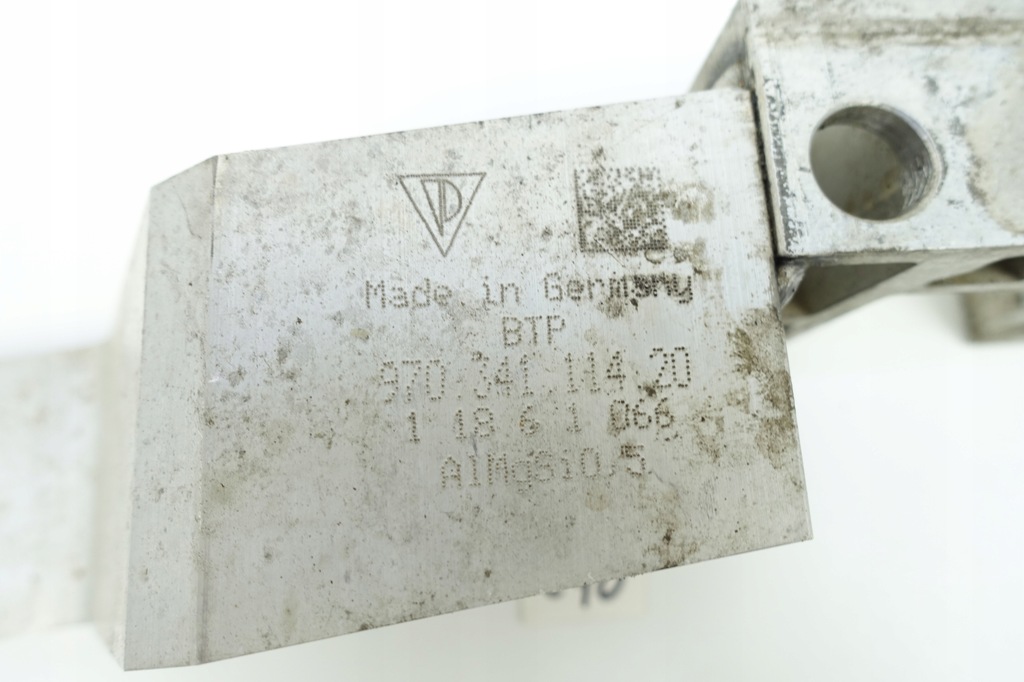 Made in Germany
BTP
970.341.114.20
1 18 6 1 066
AlMgSi0,5